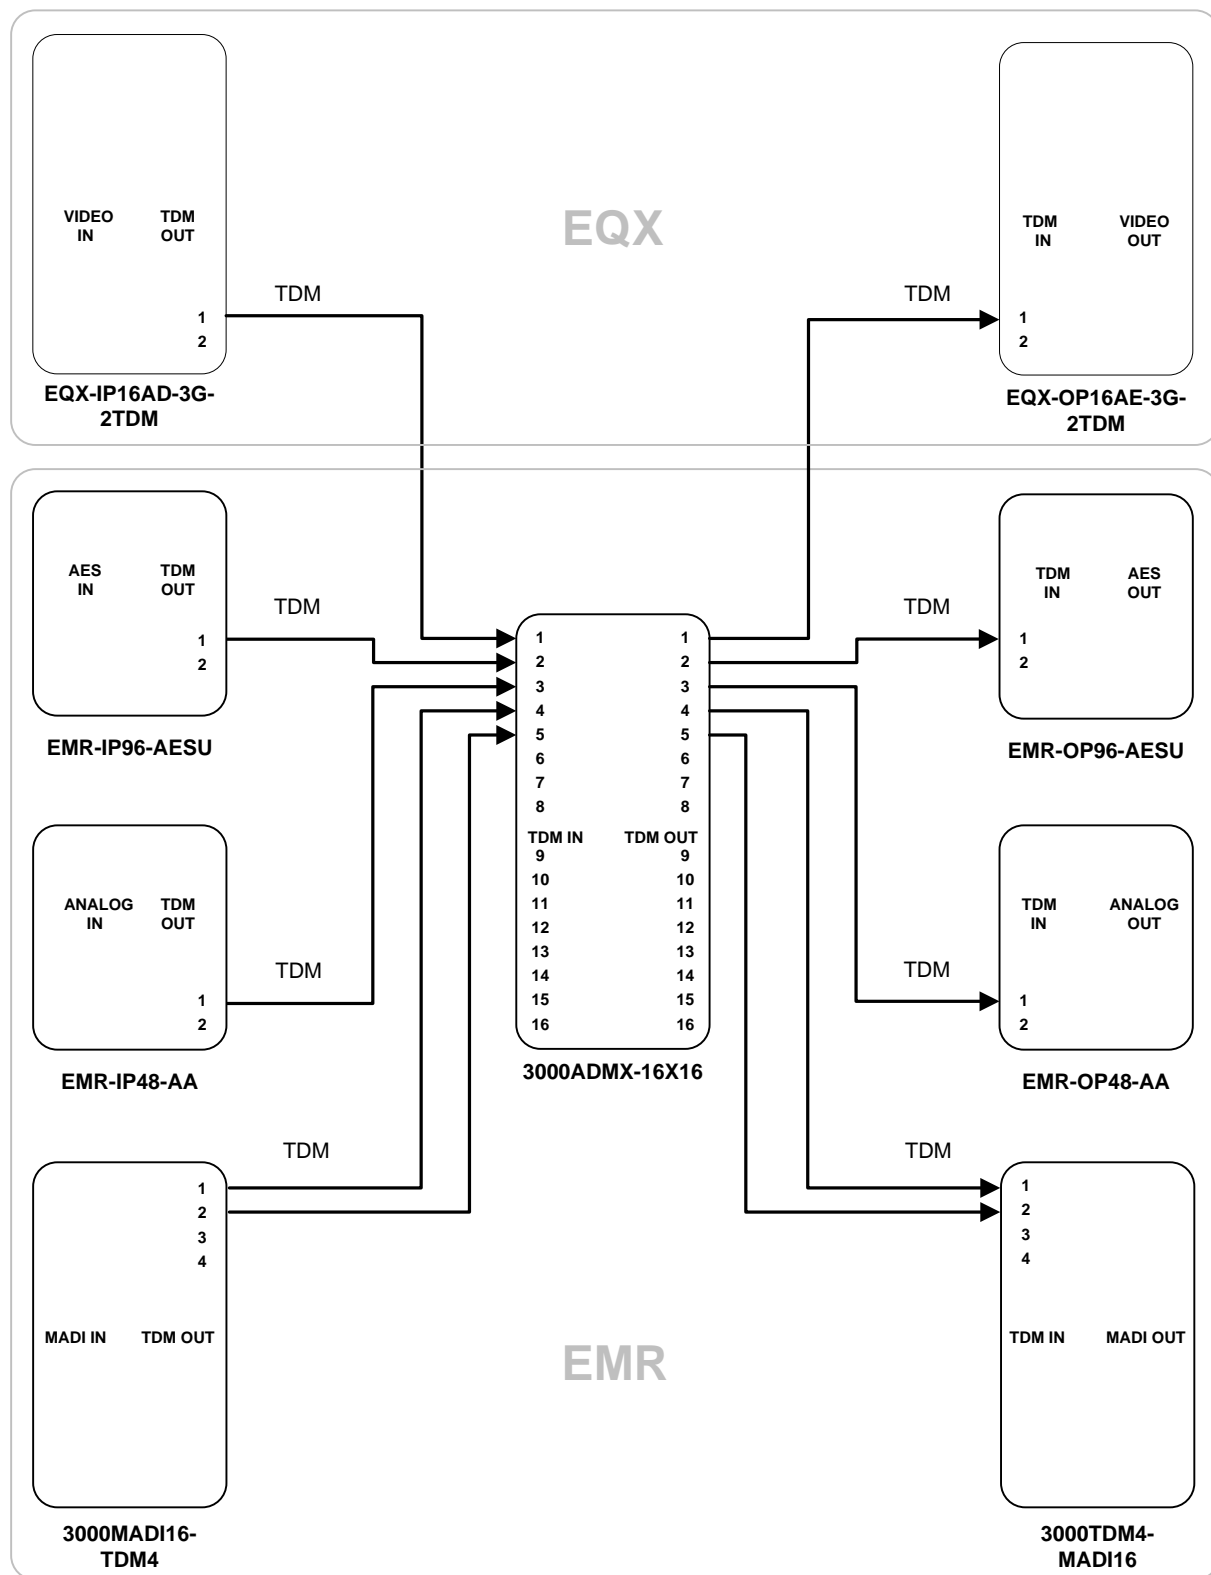 EQX
VIDEO IN
TDM OUT
1
2
EQX-IP16AD-3G-
2TDM
TDM
TDM
TDM IN
VIDEO OUT
1
2
EQX-OP16AE-3G-
2TDM
AES IN
TDM OUT
1
2
EMR-IP96-AESU
TDM
ANALOG IN
TDM OUT
1
2
EMR-IP48-AA
TDM
1
2
3
4
MADI IN
TDM OUT
3000MADI16-
TDM4
TDM
1
2
3
4
5
6
7
8
TDM IN
9
10
11
12
13
14
15
16
1
2
3
4
5
6
7
8
TDM OUT
9
10
11
12
13
14
15
16
3000ADMX-16X16
TDM
TDM IN
AES OUT
1
2
EMR-OP96-AESU
TDM
TDM IN
ANALOG OUT
1
2
EMR-OP48-AA
TDM
1
2
3
4
TDM IN
MADI OUT
3000TDM4-
MADI16
EMR